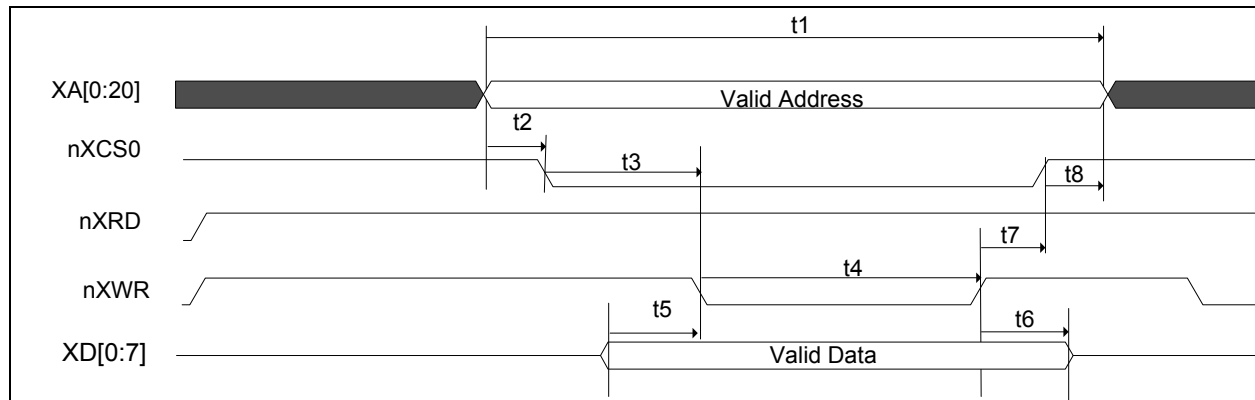 t1
XA[0:20]
Valid Address
t2
nXCS0
t3
t8
nXRD
t7
t4
nXWR
t5
t6
XD[0:7]
Valid Data